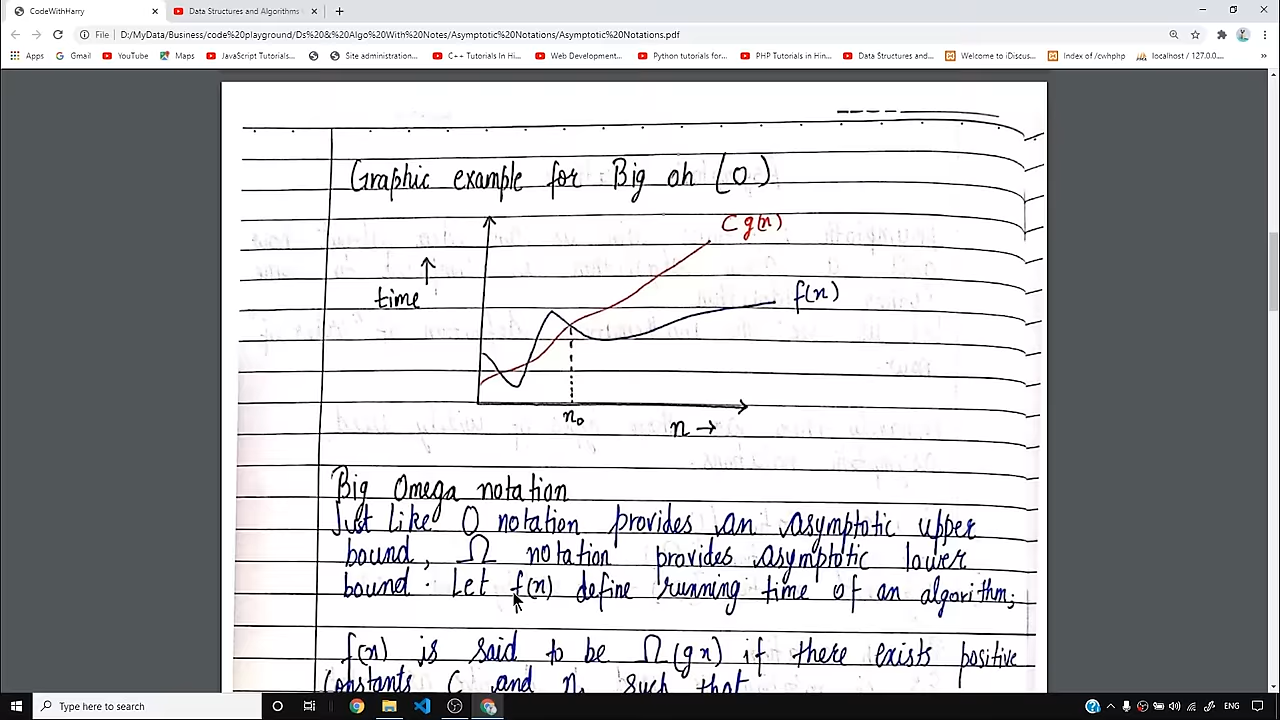 CodeWithHarry
Data Structures and Algorithms
File
D:/MyData/Business/code%20playground/Ds%20&%20Algo%20With%20Notes/Asymptotic%20Notations/Asymptotic%20Notations.pdf
Apps Gmail YouTube Maps JavaScript Tutorials... Site administration... C++ Tutorials In Hi... Web Development... Python tutorials for... PHP Tutorials in Hin... Data Structures and... Welcome to iDiscus... Index of /cwhphp localhost / 127.0.0....
Graphic example for Big oh (O)
C g(n)
time
f(n)
n₀
n →
Big Omega notation
Just like O notation provides an asymptotic upper
bound, Ω notation provides asymptotic lower
bound. Let f(n) define running time of an algorithm;
f(n) is said to be Ω(gn) if there exists positive
Constants C and n₀ such that
Type here to search
ENG